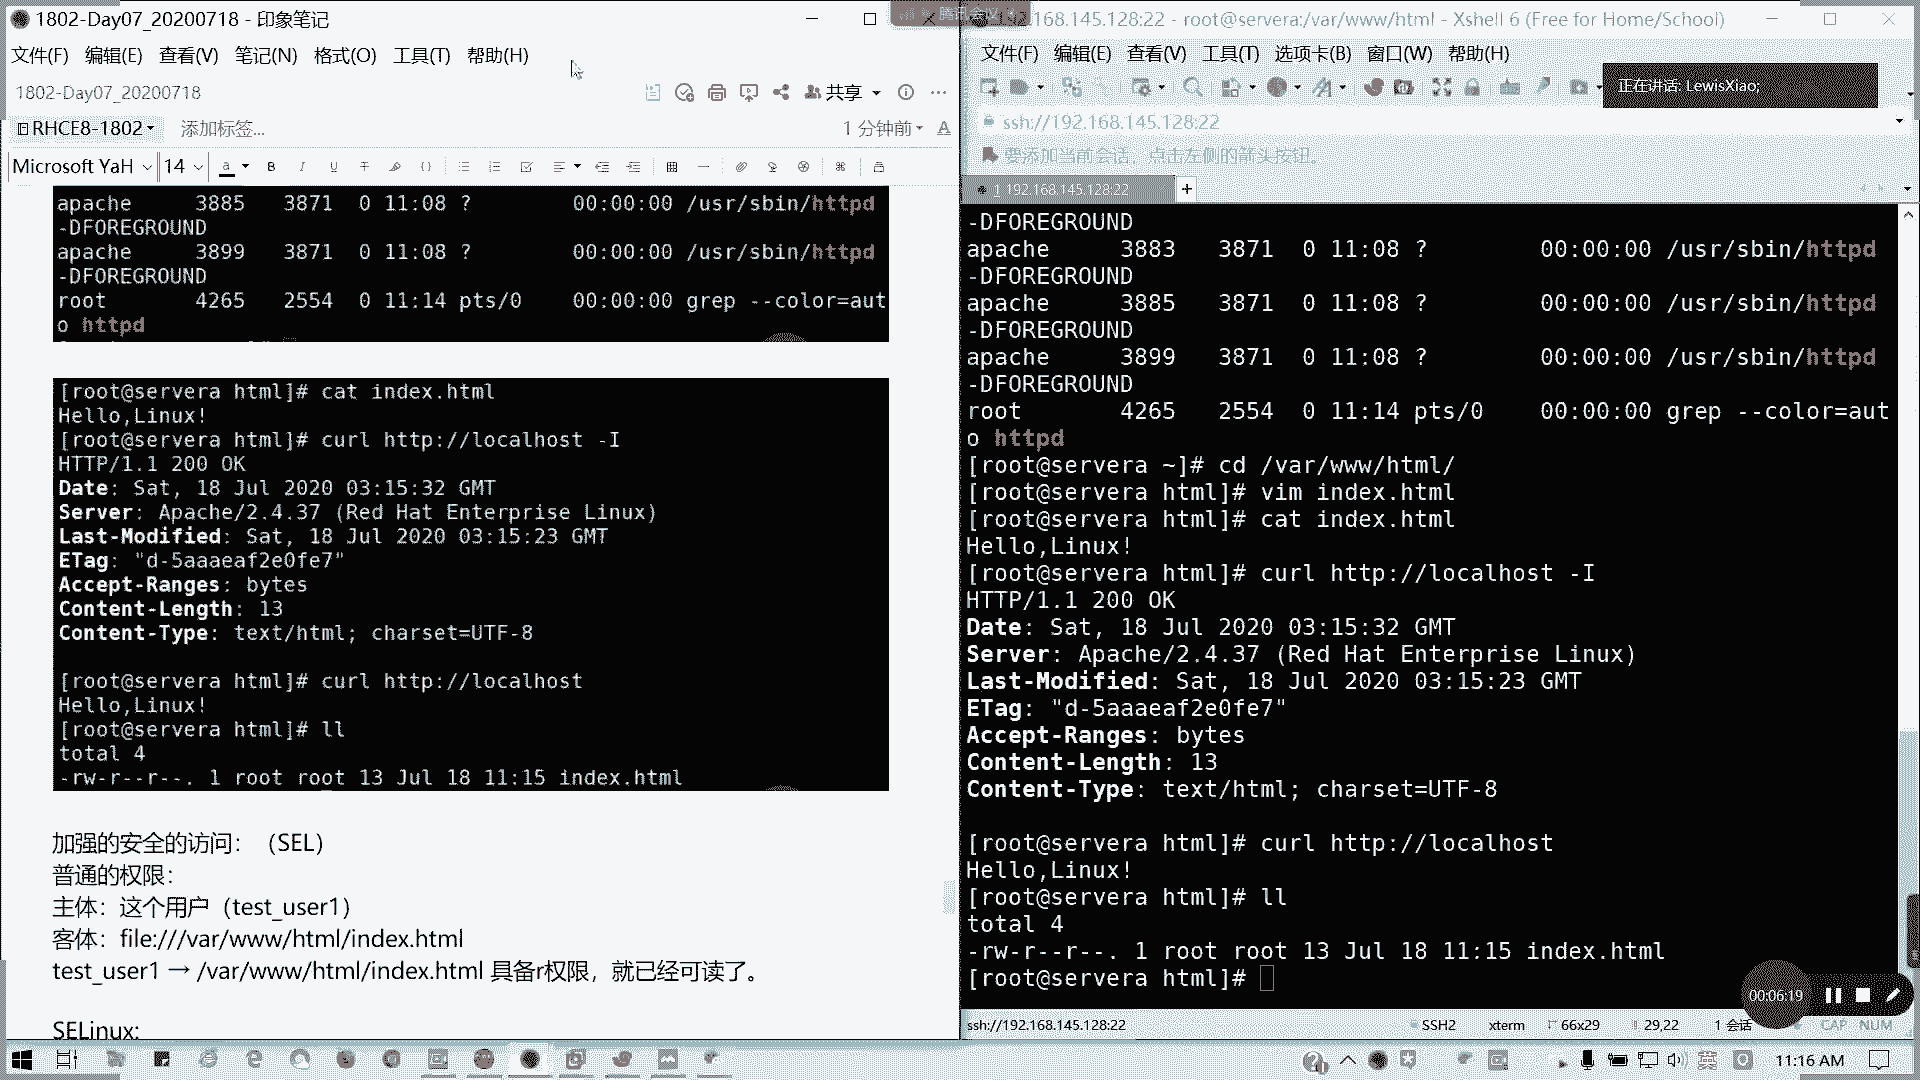 1802-Day07_20200718 - 印象笔记
文件(F) 编辑(E) 查看(V) 笔记(N) 格式(O) 工具(T) 帮助(H)
1802-Day07_20200718
共享
RHCE8-1802 添加标签...
1 分钟前
Microsoft YaH 14
apache 3885 3871 0 11:08 ? 00:00:00 /usr/sbin/httpd
-DFOREGROUND
apache 3899 3871 0 11:08 ? 00:00:00 /usr/sbin/httpd
-DFOREGROUND
root 4265 2554 0 11:14 pts/0 00:00:00 grep --color=aut
o httpd
[root@servera html]# cat index.html
Hello,Linux!
[root@servera html]# curl http://localhost -I
HTTP/1.1 200 OK
Date: Sat, 18 Jul 2020 03:15:32 GMT
Server: Apache/2.4.37 (Red Hat Enterprise Linux)
Last-Modified: Sat, 18 Jul 2020 03:15:23 GMT
ETag: "d-5aaaeaf2e0fe7"
Accept-Ranges: bytes
Content-Length: 13
Content-Type: text/html; charset=UTF-8
[root@servera html]# curl http://localhost
Hello,Linux!
[root@servera html]# ll
total 4
-rw-r--r--. 1 root root 13 Jul 18 11:15 index.html
加强的安全的访问：（SEL）
普通的权限：
主体：这个用户（test_user1）
客体：file:///var/www/html/index.html
test_user1 → /var/www/html/index.html 具备r权限，就已经可读了。
SELinux:
腾讯会议
.168.145.128:22 - root@servera:/var/www/html - Xshell 6 (Free for Home/School)
文件(F) 编辑(E) 查看(V) 工具(T) 选项卡(B) 窗口(W) 帮助(H)
正在讲话: LewisXiao;
ssh://192.168.145.128:22
要添加当前会话，点击左侧的箭头按钮。
1 192.168.145.128:22
-DFOREGROUND
apache 3883 3871 0 11:08 ? 00:00:00 /usr/sbin/httpd
-DFOREGROUND
apache 3885 3871 0 11:08 ? 00:00:00 /usr/sbin/httpd
-DFOREGROUND
apache 3899 3871 0 11:08 ? 00:00:00 /usr/sbin/httpd
-DFOREGROUND
root 4265 2554 0 11:14 pts/0 00:00:00 grep --color=aut
o httpd
[root@servera ~]# cd /var/www/html/
[root@servera html]# vim index.html
[root@servera html]# cat index.html
Hello,Linux!
[root@servera html]# curl http://localhost -I
HTTP/1.1 200 OK
Date: Sat, 18 Jul 2020 03:15:32 GMT
Server: Apache/2.4.37 (Red Hat Enterprise Linux)
Last-Modified: Sat, 18 Jul 2020 03:15:23 GMT
ETag: "d-5aaaeaf2e0fe7"
Accept-Ranges: bytes
Content-Length: 13
Content-Type: text/html; charset=UTF-8
[root@servera html]# curl http://localhost
Hello,Linux!
[root@servera html]# ll
total 4
-rw-r--r--. 1 root root 13 Jul 18 11:15 index.html
[root@servera html]#
00:06:19
ssh://192.168.145.128:22 SSH2 xterm 66x29 29,22 1 会话 CAP NUM
英
11:16 AM